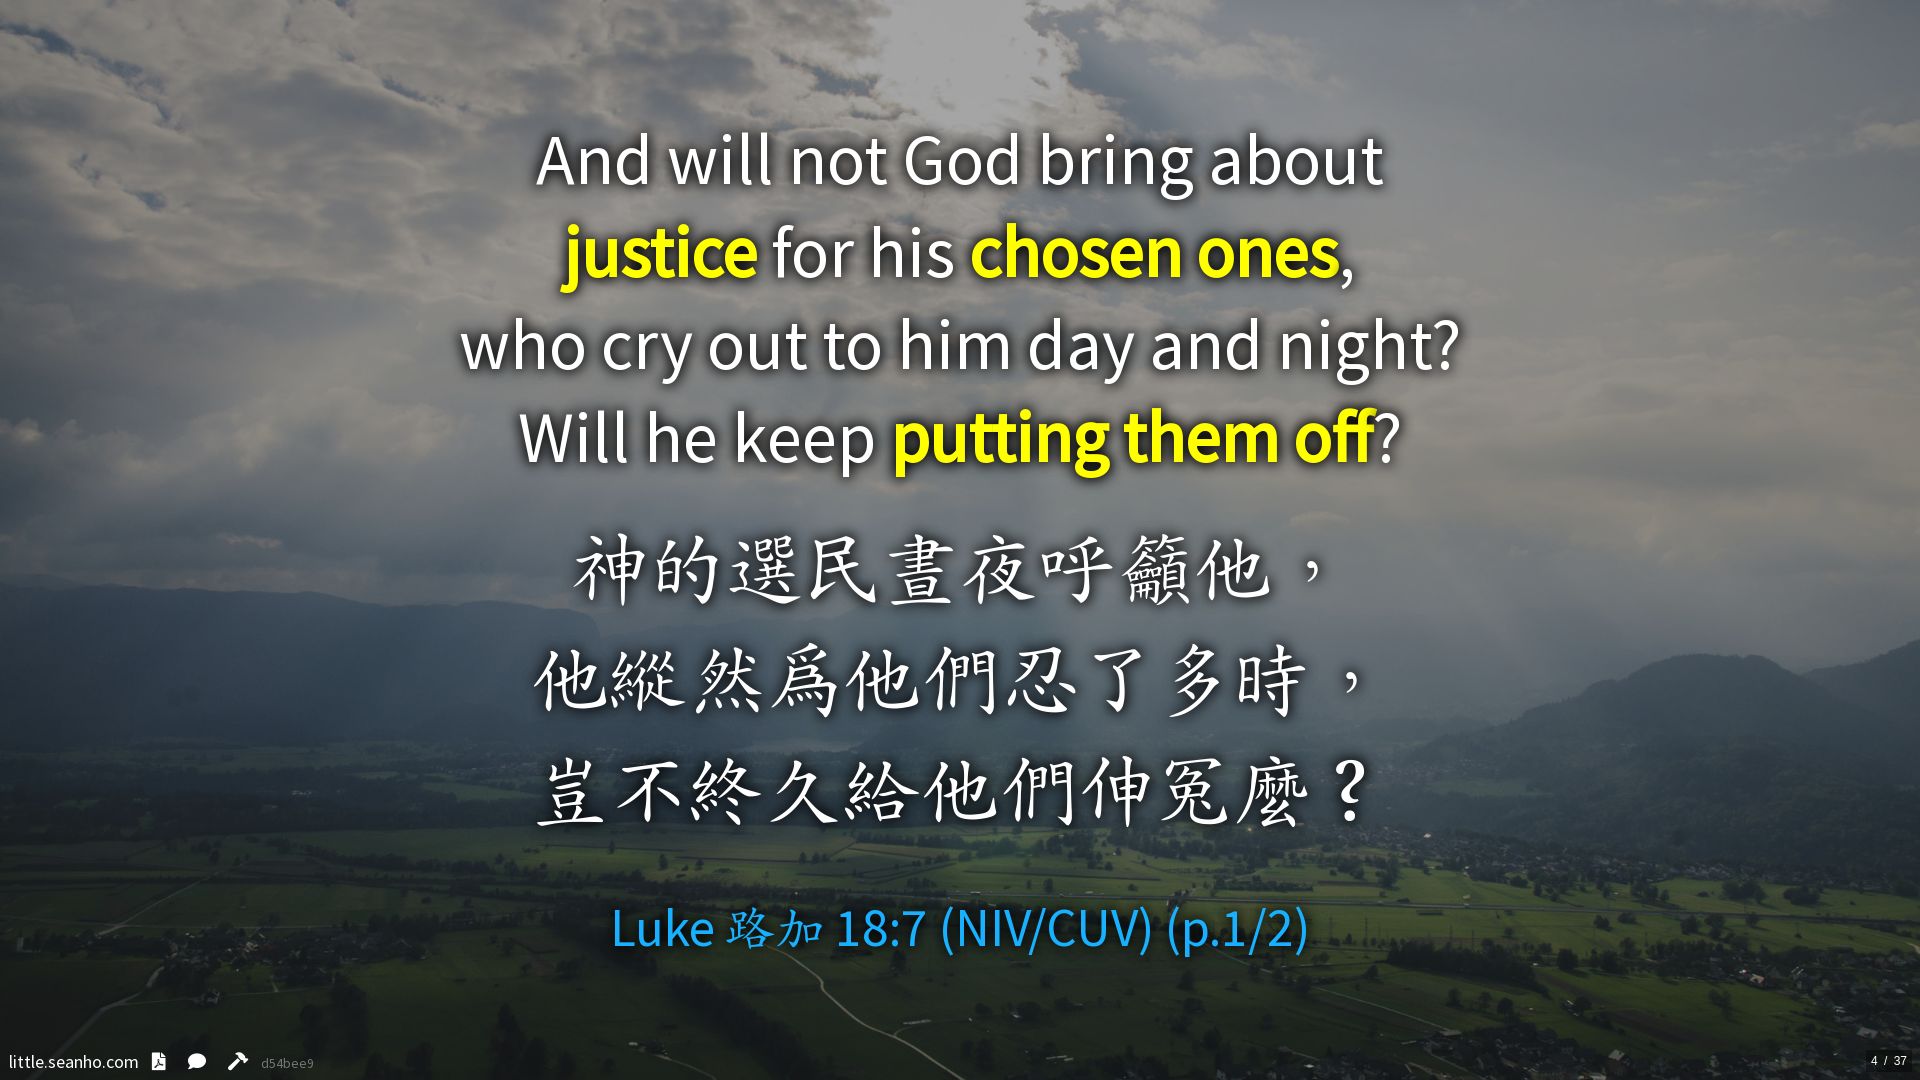 And will not God bring about
justice for his chosen ones,
who cry out to him day and night?
Will he keep putting them off?
神的選民晝夜呼籲他，
他縱然爲他們忍了多時，
豈不終久給他們伸冤麼？
Luke 路加 18:7 (NIV/CUV) (p.1/2)
little.seanho.com d54bee9
4 / 37